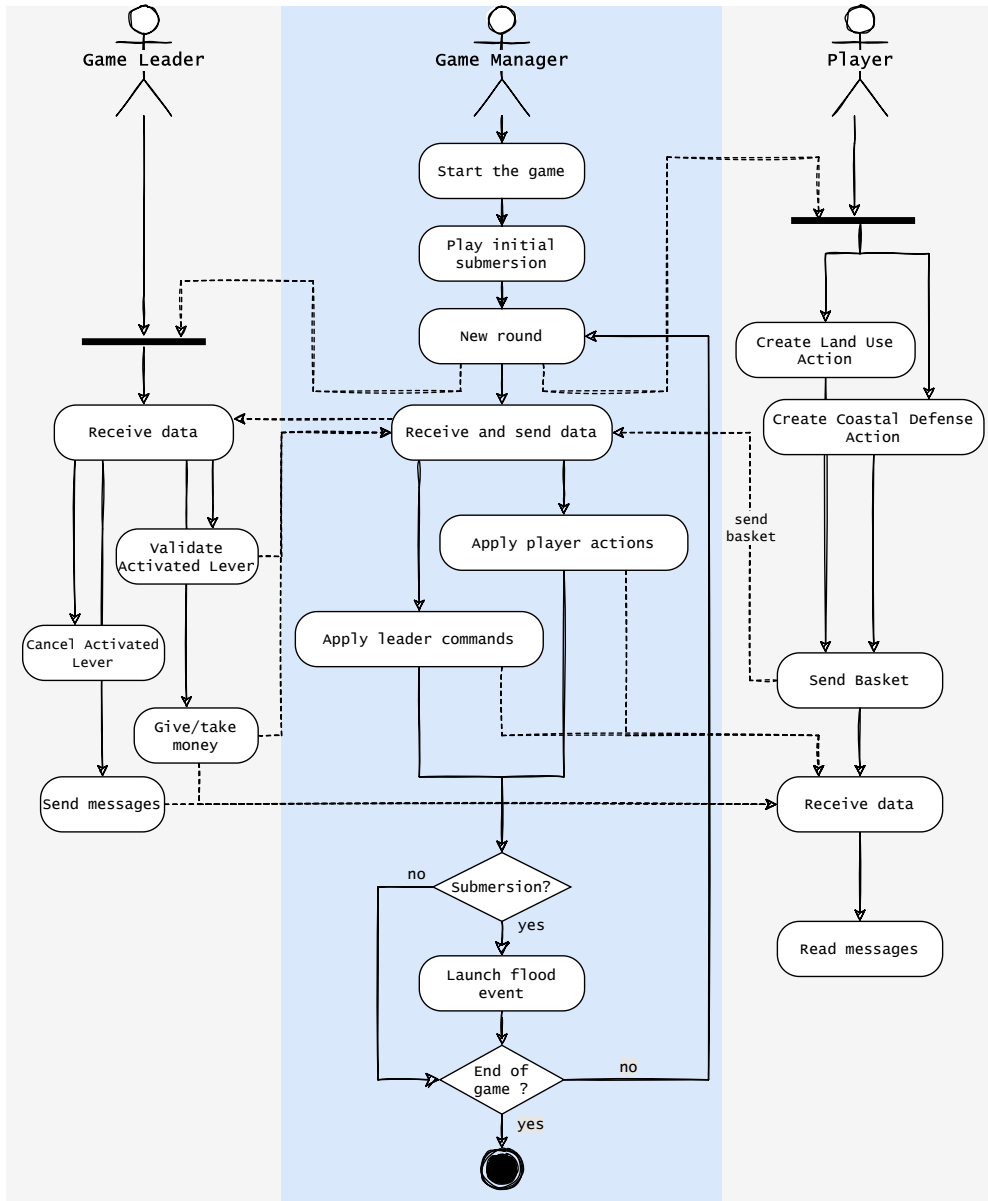 Game Leader
Game Manager
Player
Start the game
Play initial
submersion
New round
Create Land Use
Action
Receive data
Receive and send data
Create Coastal Defense
Action
send
basket
Validate
Activated Lever
Apply player actions
Cancel Activated
Lever
Apply leader commands
Send Basket
Give/take
money
Send messages
Receive data
no
Submersion?
yes
Read messages
Launch flood
event
End of
game ?
no
yes